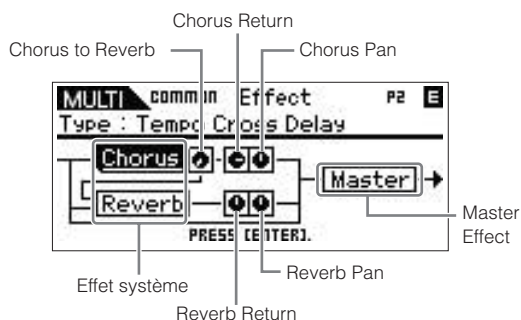 Chorus Return
Chorus to Reverb
Chorus Pan
MULTI common Effect P2 E
Type : Tempo Cross Delay
Chorus
Master
Reverb
PRESS [ENTER].
Master
Effect
Effet système
Reverb Pan
Reverb Return